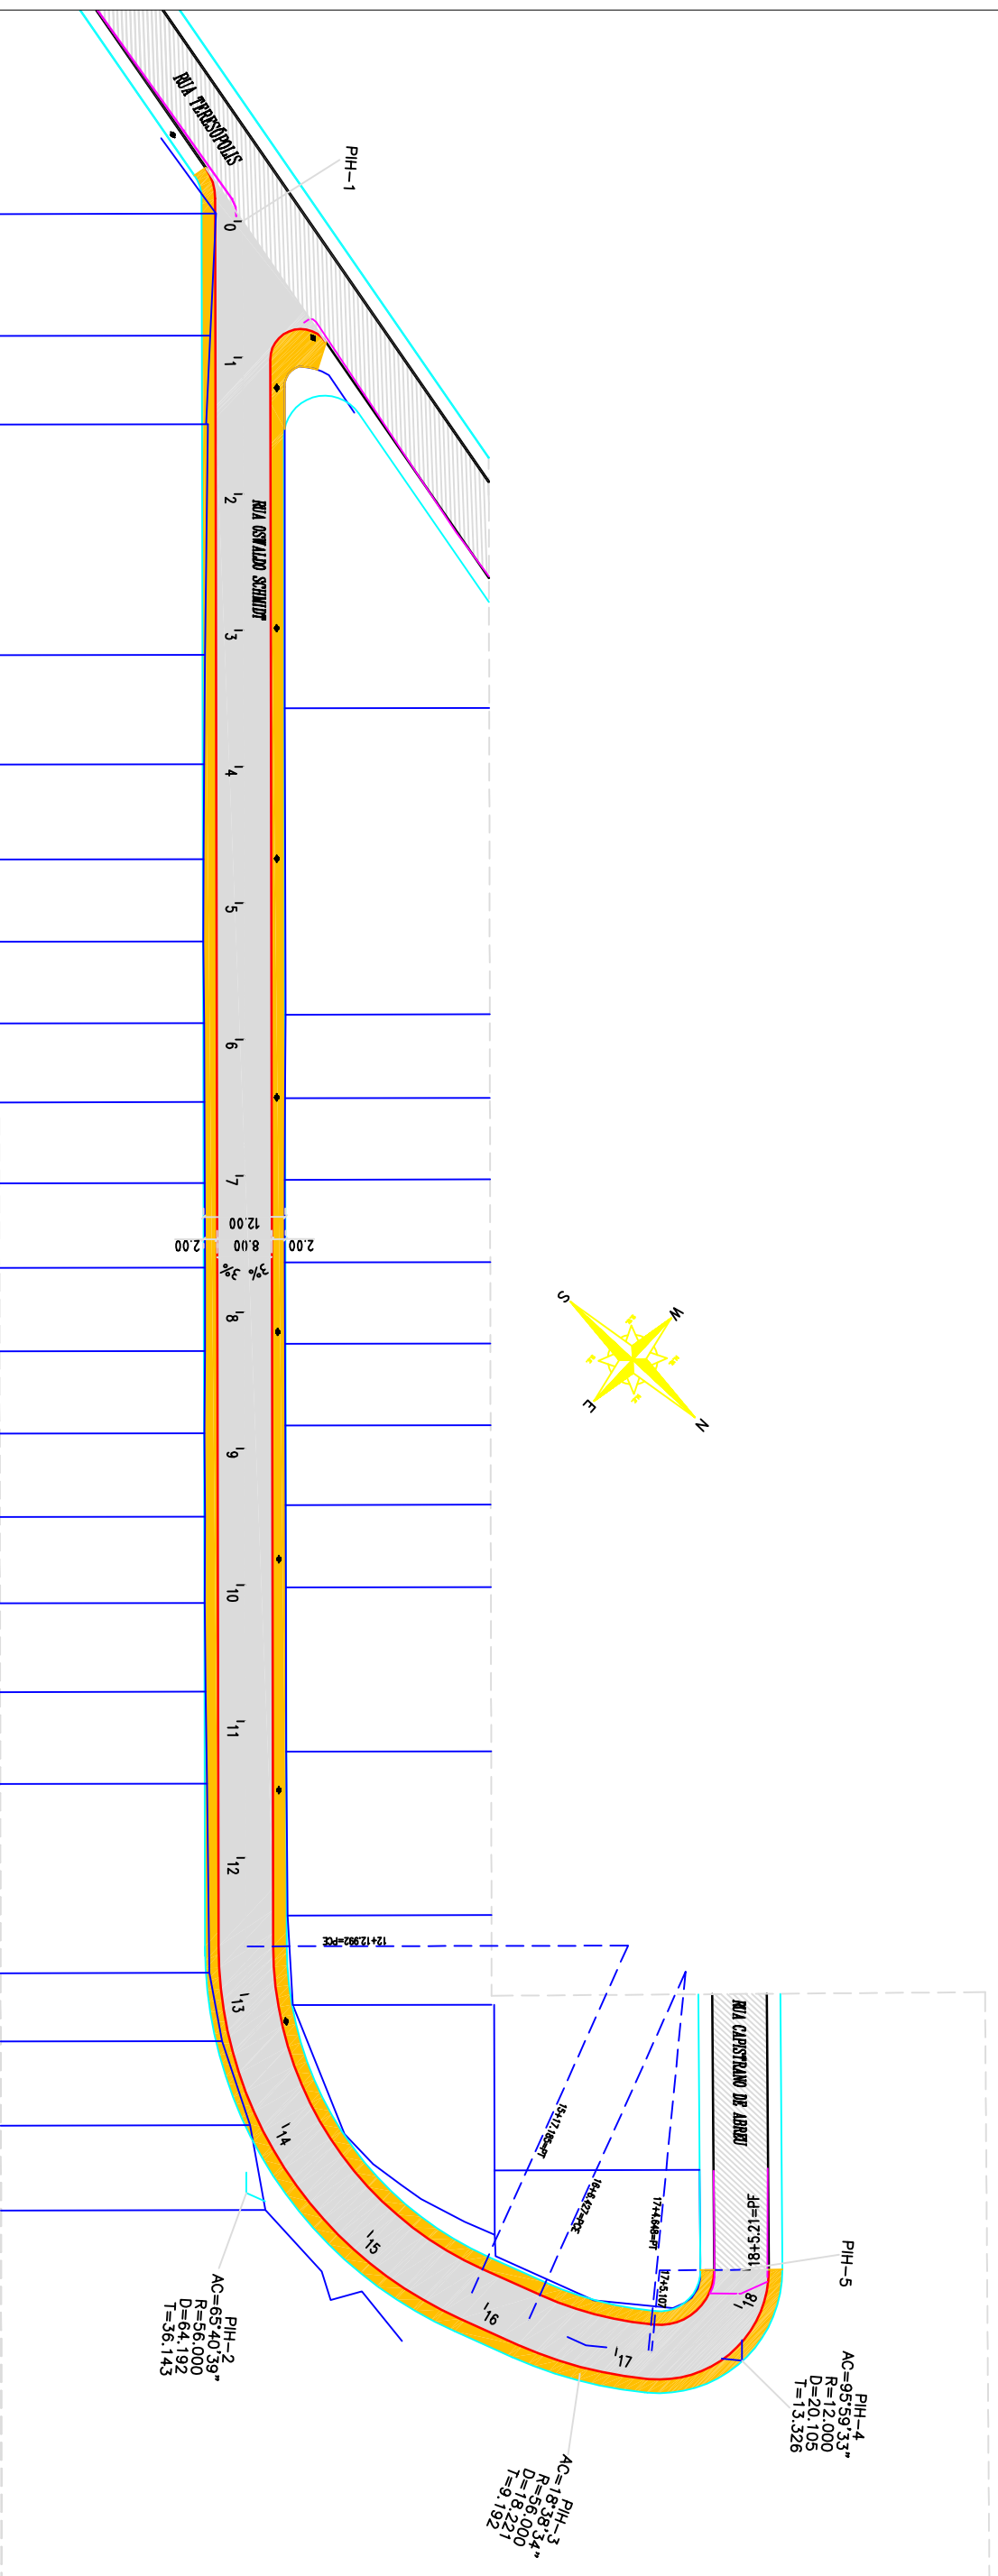 RUA TERESÓPOLIS
PIH-1
0
1
2
RUA OSWALDO SCHMIDT
3
4
5
6
7
12.00
2.00
8.00
2.00
3%
3%
8
S
W
E
N
9
10
11
12
12+12.992=PCE
13
RUA CAPISTRANO DE ABREU
14
15+17.185=PT
16+6.427=PCE
17+4.648=PT
18+5.21=PF
PIH-5
15
17+5.107
18
16
17
PIH-2
AC=65°40'39"
R=56.000
D=64.192
T=36.143
PIH-4
AC=95°59'33"
R=12.000
D=20.105
T=13.326
PIH-3
AC=18°38'34"
R=56.000
D=18.221
T=9.192